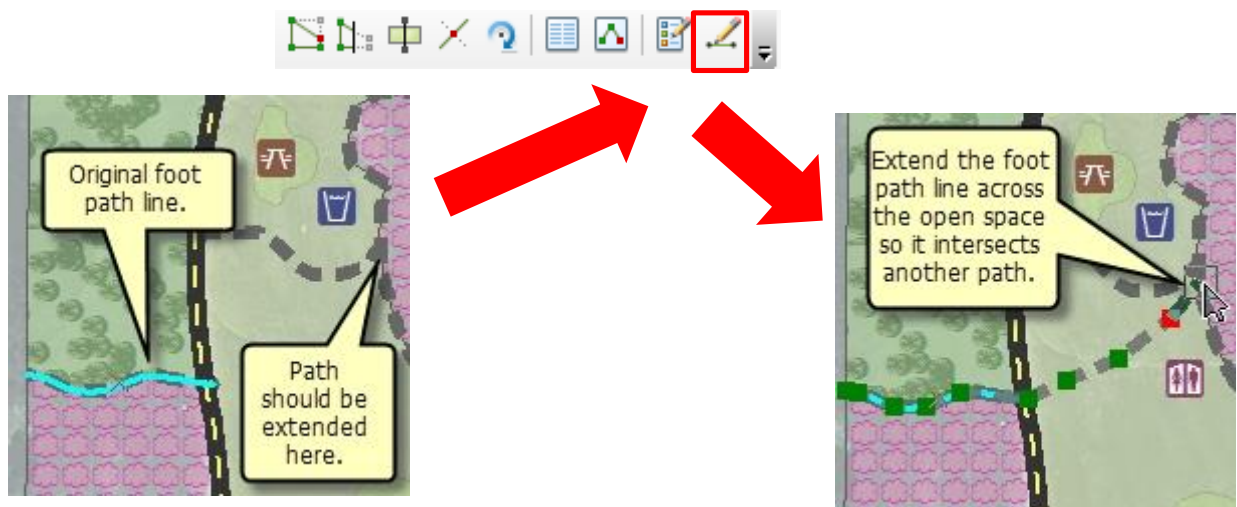 Original foot
path line.
Path
should be
extended
here.
Extend the foot
path line across
the open space
so it intersects
another path.